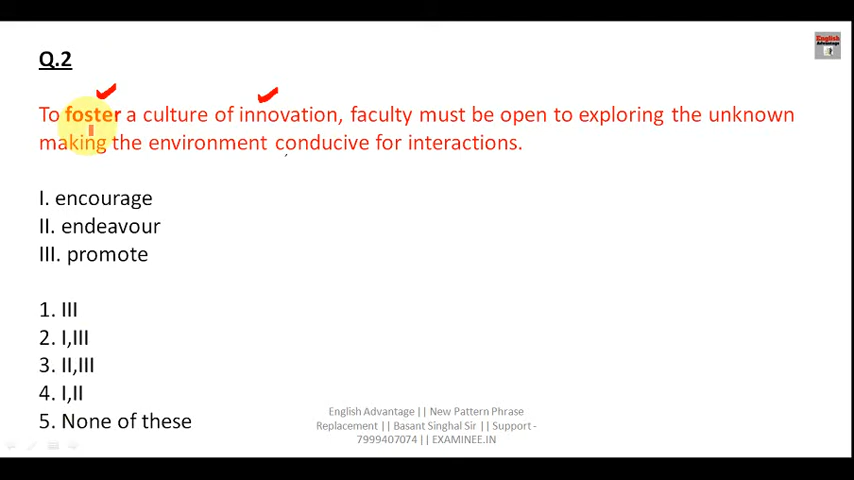 English
Advantage
Q.2
To foster a culture of innovation, faculty must be open to exploring the unknown
making the environment conducive for interactions.
I. encourage
II. endeavour
III. promote
1. III
2. I,III
3. II,III
4. I,II
5. None of these
English Advantage || New Pattern Phrase
Replacement || Basant Singhal Sir || Support -
7999407074 || EXAMINEE.IN